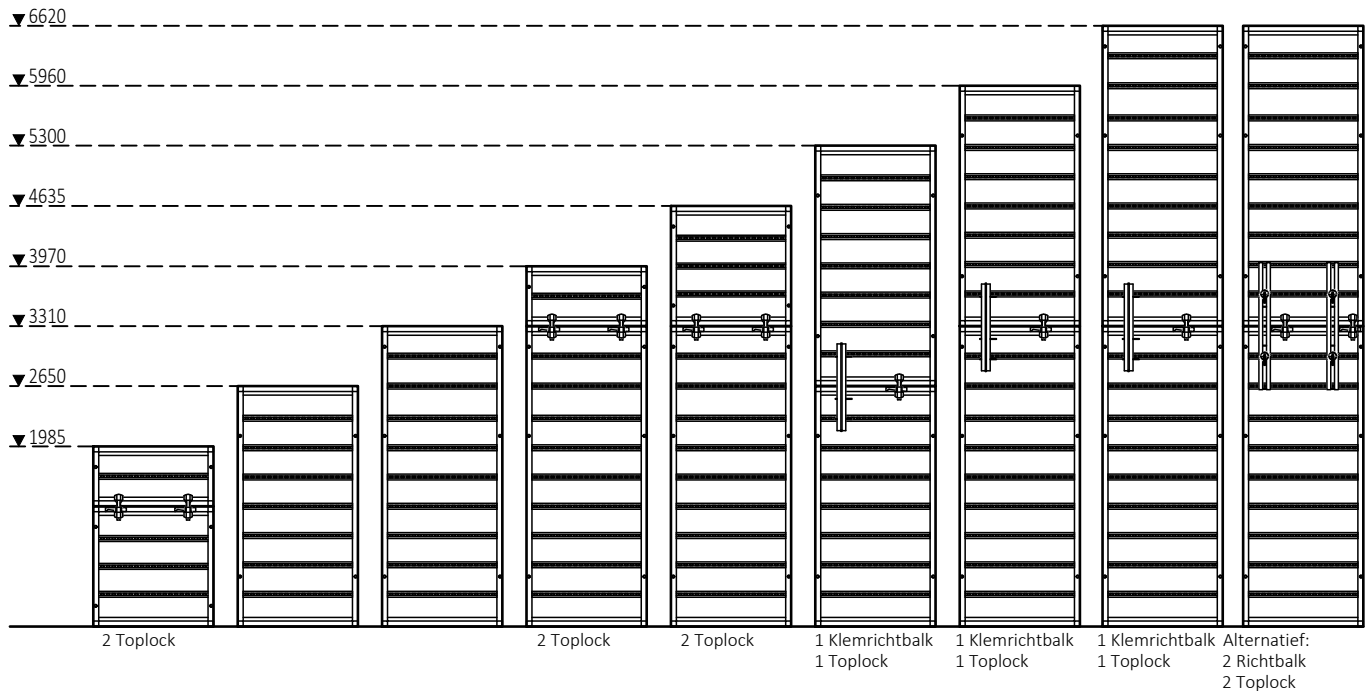 6620
5960
5300
4635
3970
3310
2650
1985
2 Toplock
2 Toplock
2 Toplock
1 Klemrichtbalk
1 Toplock
1 Klemrichtbalk
1 Toplock
1 Klemrichtbalk
1 Toplock
Alternatief:
2 Richtbalk
2 Toplock